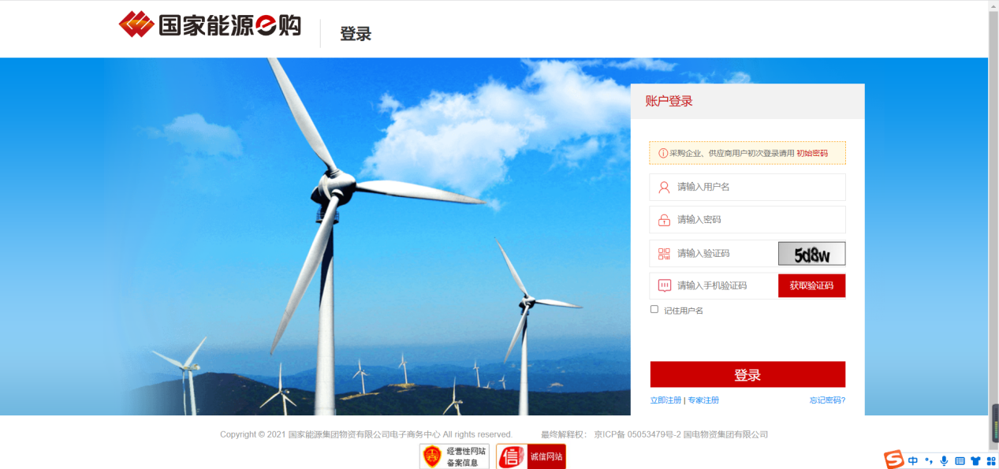 国家能源e购
登录
账户登录
采购企业、供应商用户初次登录请用 初始密码
请输入用户名
请输入密码
请输入验证码
5d8w
请输入手机验证码
获取验证码
记住用户名
登录
立即注册 | 专家注册
忘记密码?
Copyright © 2021 国家能源集团物资有限公司电子商务中心 All rights reserved.
最终解释权： 京ICP备 05053479号-2 国电物资集团有限公司
经营性网站
备案信息
信
诚信网站
S
中